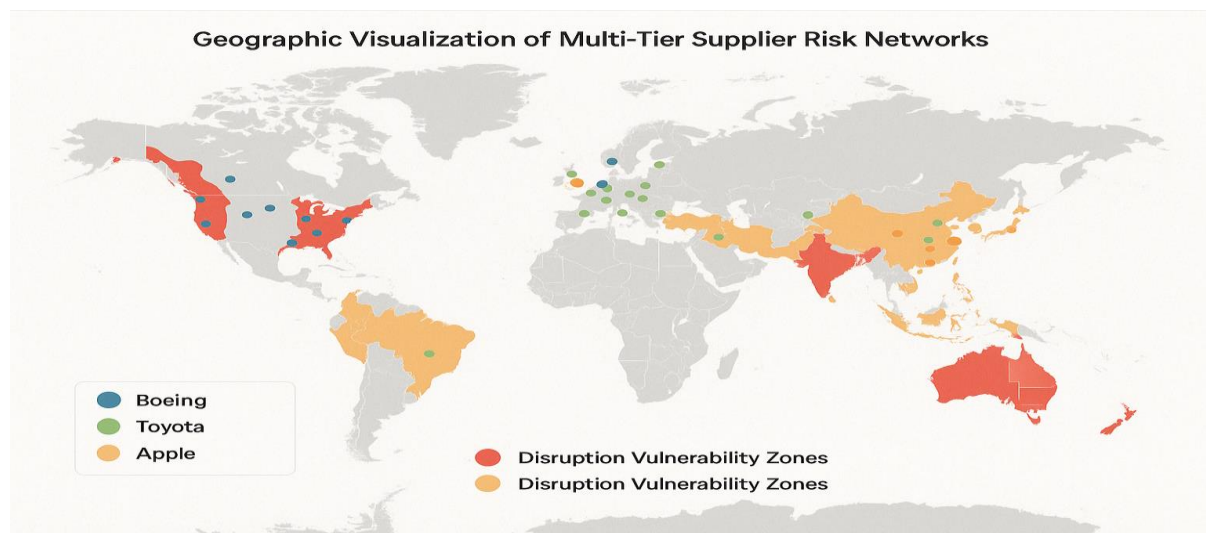 Geographic Visualization of Multi-Tier Supplier Risk Networks
Boeing
Toyota
Apple
Disruption Vulnerability Zones
Disruption Vulnerability Zones